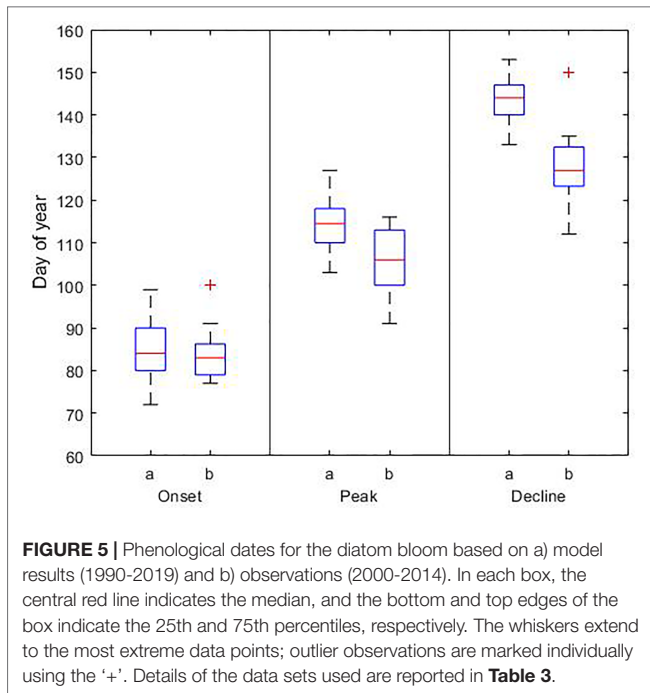 160
150
140
130
120
110
100
90
80
70
60
Day of year
a b a b a b
Onset Peak Decline
FIGURE 5 | Phenological dates for the diatom bloom based on a) model
results (1990-2019) and b) observations (2000-2014). In each box, the
central red line indicates the median, and the bottom and top edges of the
box indicate the 25th and 75th percentiles, respectively. The whiskers extend
to the most extreme data points; outlier observations are marked individually
using the ‘+’. Details of the data sets used are reported in Table 3.